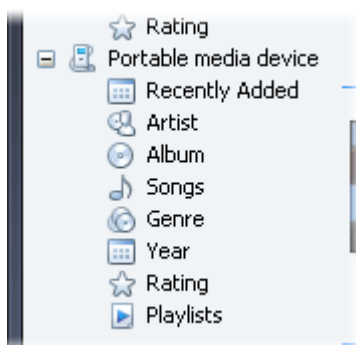 Rating
Portable media device
Recently Added
Artist
Album
Songs
Genre
Year
Rating
Playlists